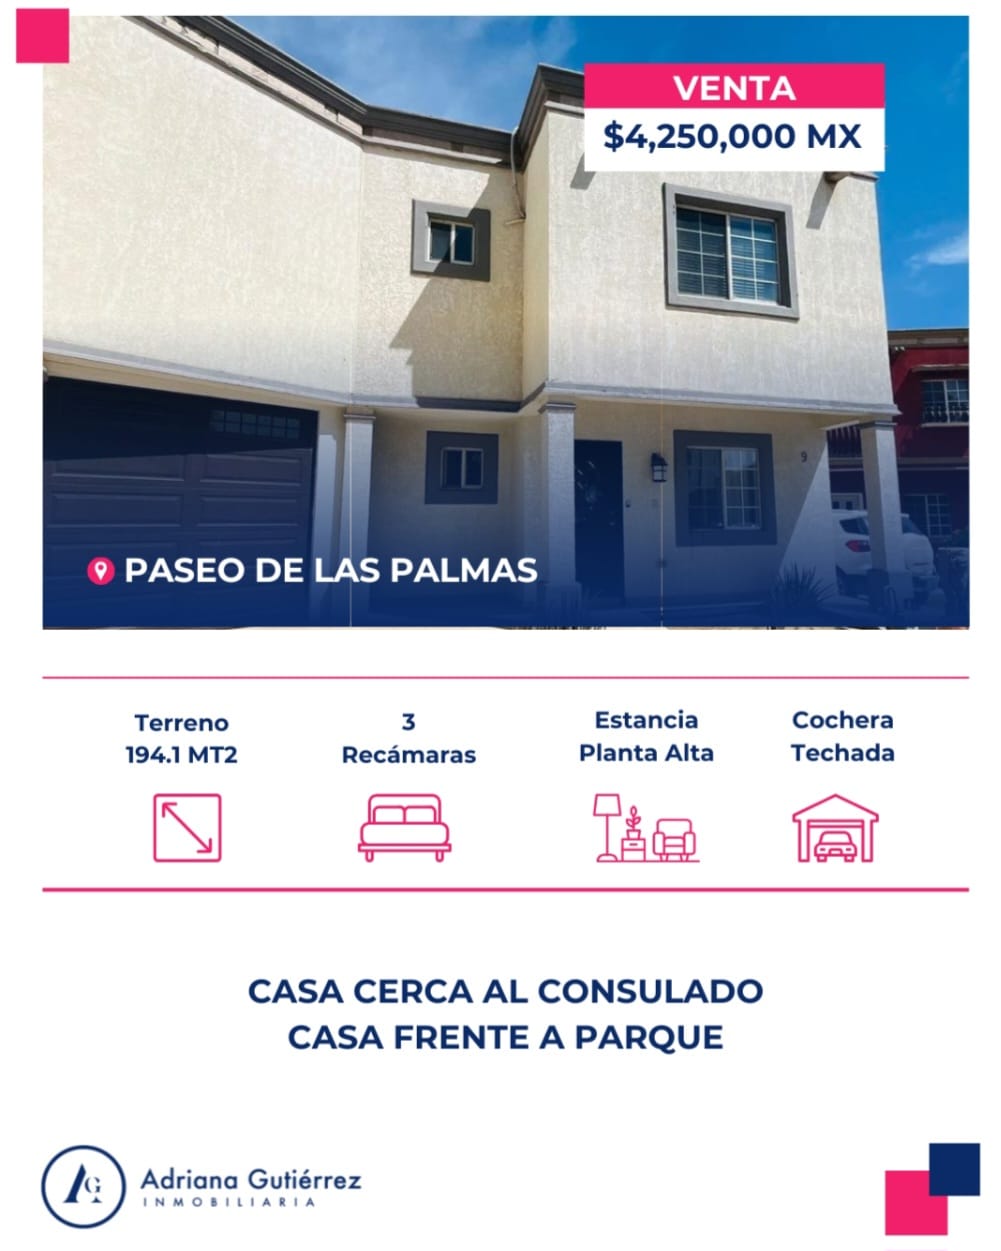 VENTA
$4,250,000 MX
9
PASEO DE LAS PALMAS
Terreno
194.1 MT2
3
Recámaras
Estancia
Planta Alta
Cochera
Techada
CASA CERCA AL CONSULADO
CASA FRENTE A PARQUE
AG
Adriana Gutiérrez
INMOBILIARIA